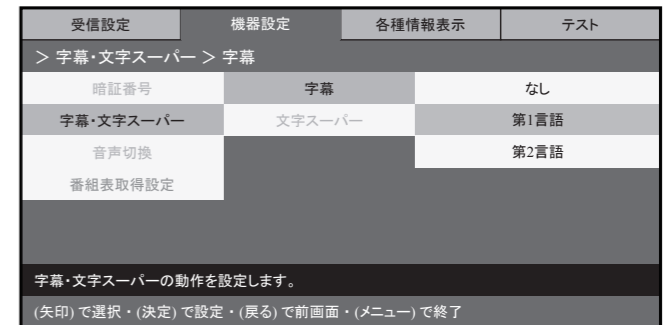 受信設定 機器設定 各種情報表示 テスト
＞ 字幕・文字スーパー ＞ 字幕
暗証番号 字幕 なし
字幕・文字スーパー 文字スーパー 第1言語
音声切換 第2言語
番組表取得設定
字幕・文字スーパーの動作を設定します。
(矢印) で選択・(決定) で設定・(戻る) で前画面・(メニュー) で終了